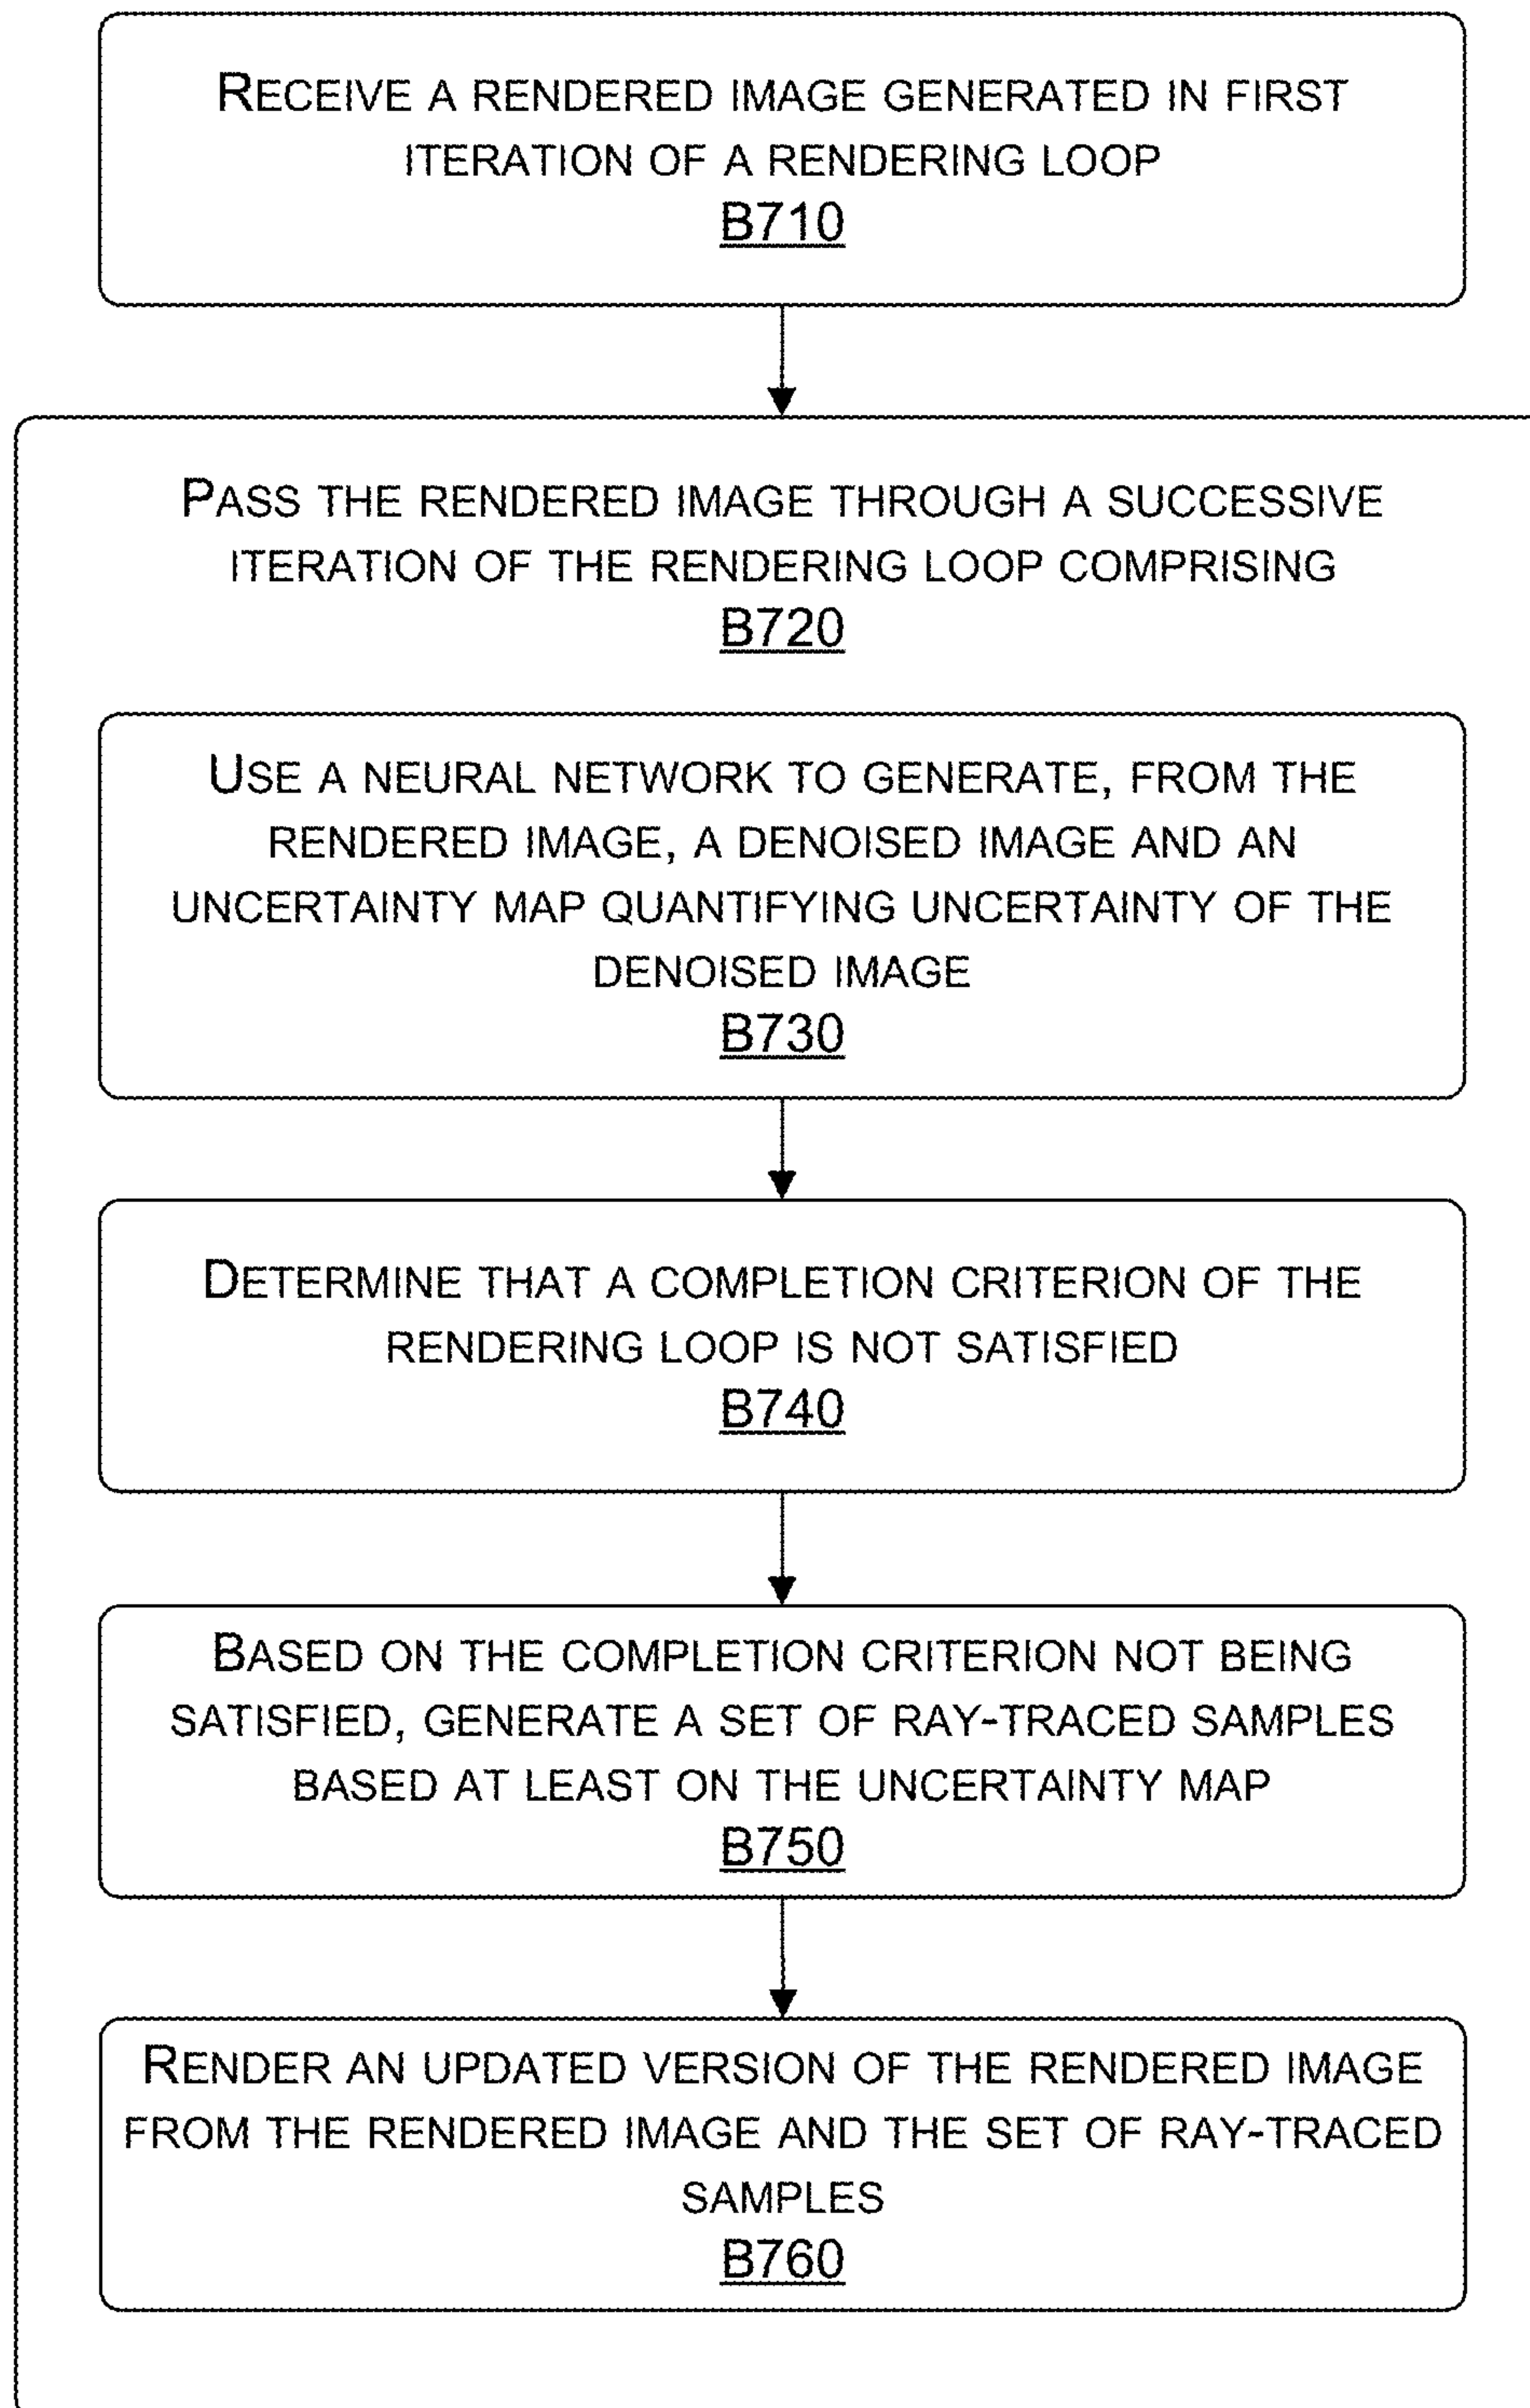 RECEIVE A RENDERED IMAGE GENERATED IN FIRST
ITERATION OF A RENDERING LOOP
B710
PASS THE RENDERED IMAGE THROUGH A SUCCESSIVE
ITERATION OF THE RENDERING LOOP COMPRISING
B720
USE A NEURAL NETWORK TO GENERATE, FROM THE
RENDERED IMAGE, A DENOISED IMAGE AND AN
UNCERTAINTY MAP QUANTIFYING UNCERTAINTY OF THE
DENOISED IMAGE
B730
DETERMINE THAT A COMPLETION CRITERION OF THE
RENDERING LOOP IS NOT SATISFIED
B740
BASED ON THE COMPLETION CRITERION NOT BEING
SATISFIED, GENERATE A SET OF RAY-TRACED SAMPLES
BASED AT LEAST ON THE UNCERTAINTY MAP
B750
RENDER AN UPDATED VERSION OF THE RENDERED IMAGE
FROM THE RENDERED IMAGE AND THE SET OF RAY-TRACED
SAMPLES
B760